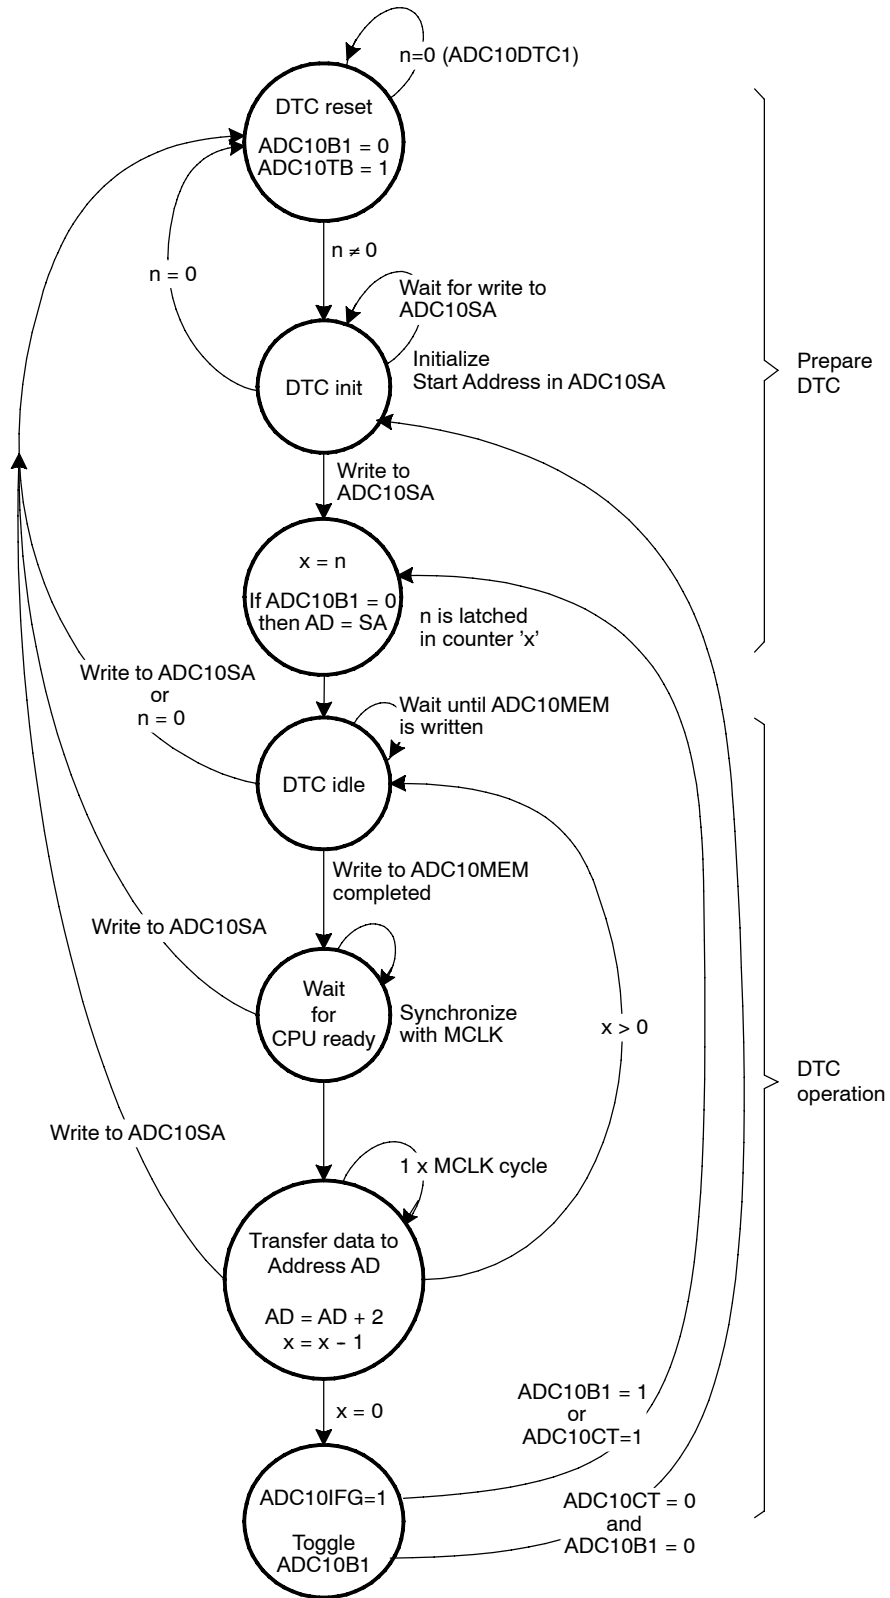 n=0 (ADC10DTC1)
DTC reset
ADC10B1 = 0
ADC10TB = 1
n ≠ 0
n = 0
Wait for write to
ADC10SA
Initialize
Start Address in ADC10SA
DTC init
Prepare
DTC
Write to
ADC10SA
x = n
If ADC10B1 = 0
then AD = SA
n is latched
in counter 'x'
Write to ADC10SA
or
n = 0
Wait until ADC10MEM
is written
DTC idle
Write to ADC10MEM
completed
Write to ADC10SA
Wait
for
CPU ready
Synchronize
with MCLK
x > 0
DTC
operation
Write to ADC10SA
1 x MCLK cycle
Transfer data to
Address AD
AD = AD + 2
x = x - 1
x = 0
ADC10B1 = 1
or
ADC10CT=1
ADC10IFG=1
Toggle
ADC10B1
ADC10CT = 0
and
ADC10B1 = 0